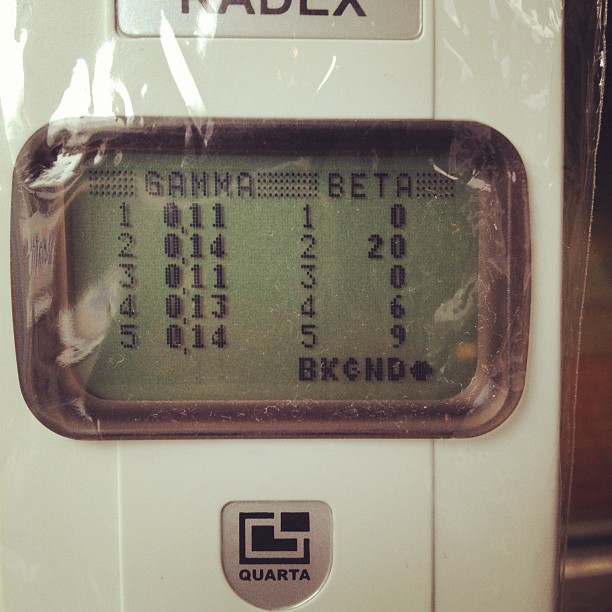 RADEX
GAMMA BETA
1 0,11 1 0
2 0,14 2 20
3 0,11 3 0
4 0,13 4 6
5 0,14 5 9
BKGND
QUARTA